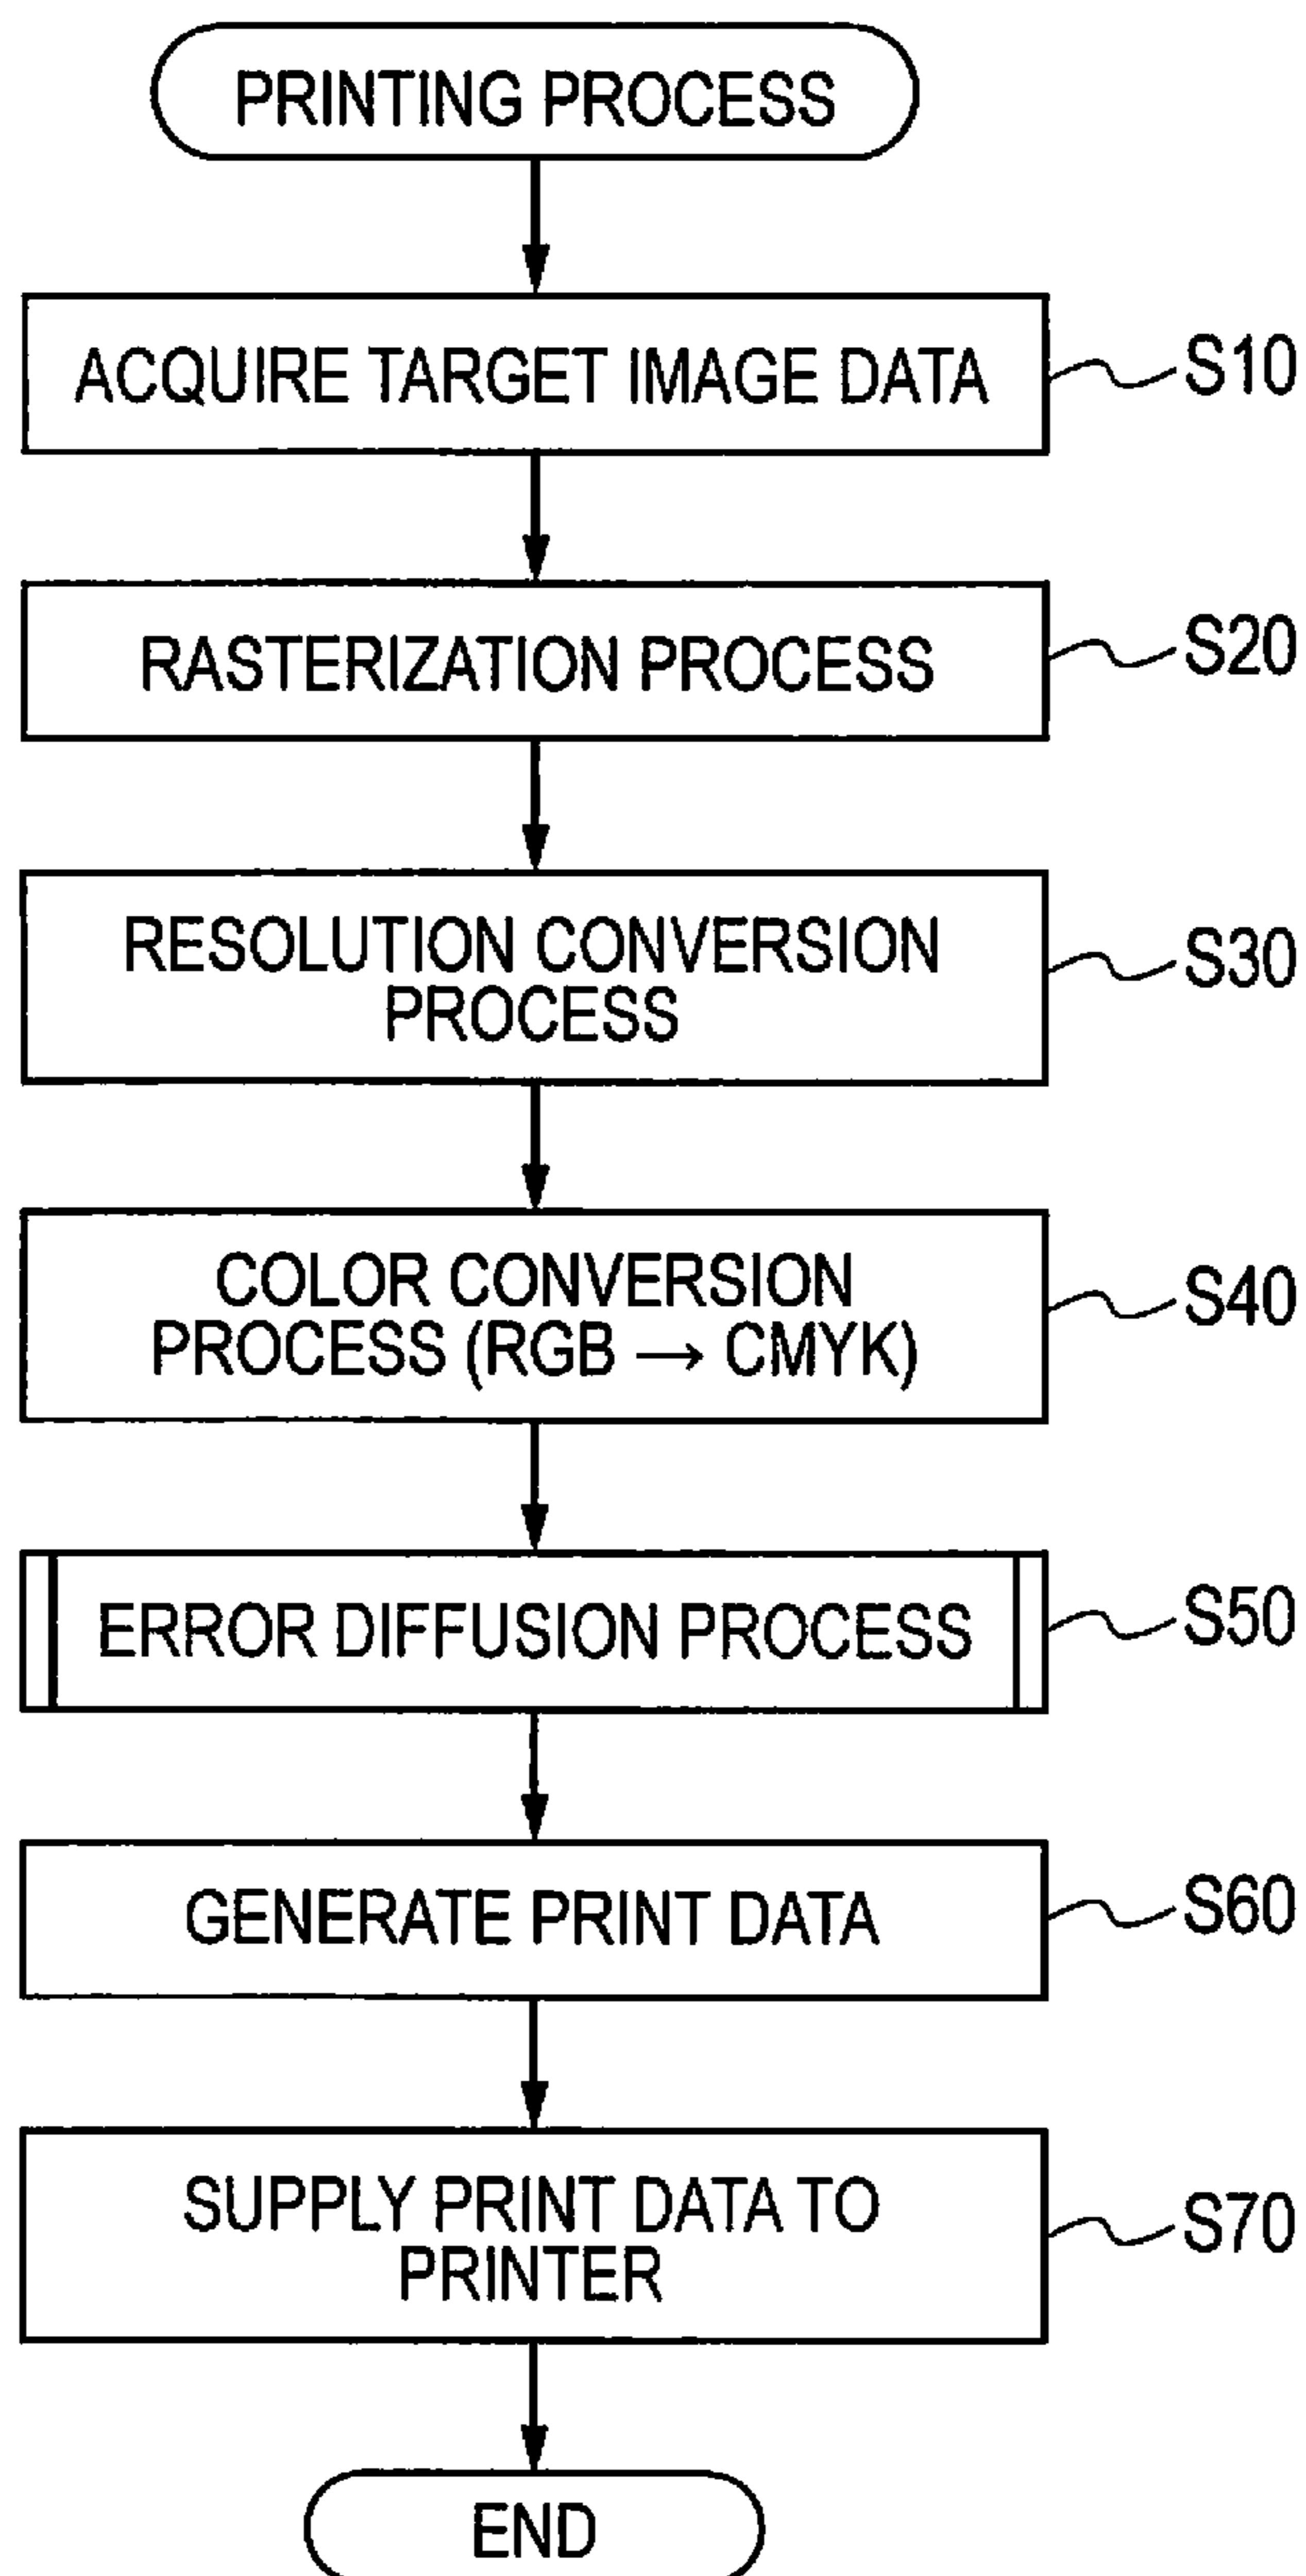 PRINTING PROCESS
ACQUIRE TARGET IMAGE DATA
S10
RASTERIZATION PROCESS
S20
RESOLUTION CONVERSION
PROCESS
S30
COLOR CONVERSION
PROCESS (RGB → CMYK)
S40
ERROR DIFFUSION PROCESS
S50
GENERATE PRINT DATA
S60
SUPPLY PRINT DATA TO
PRINTER
S70
END